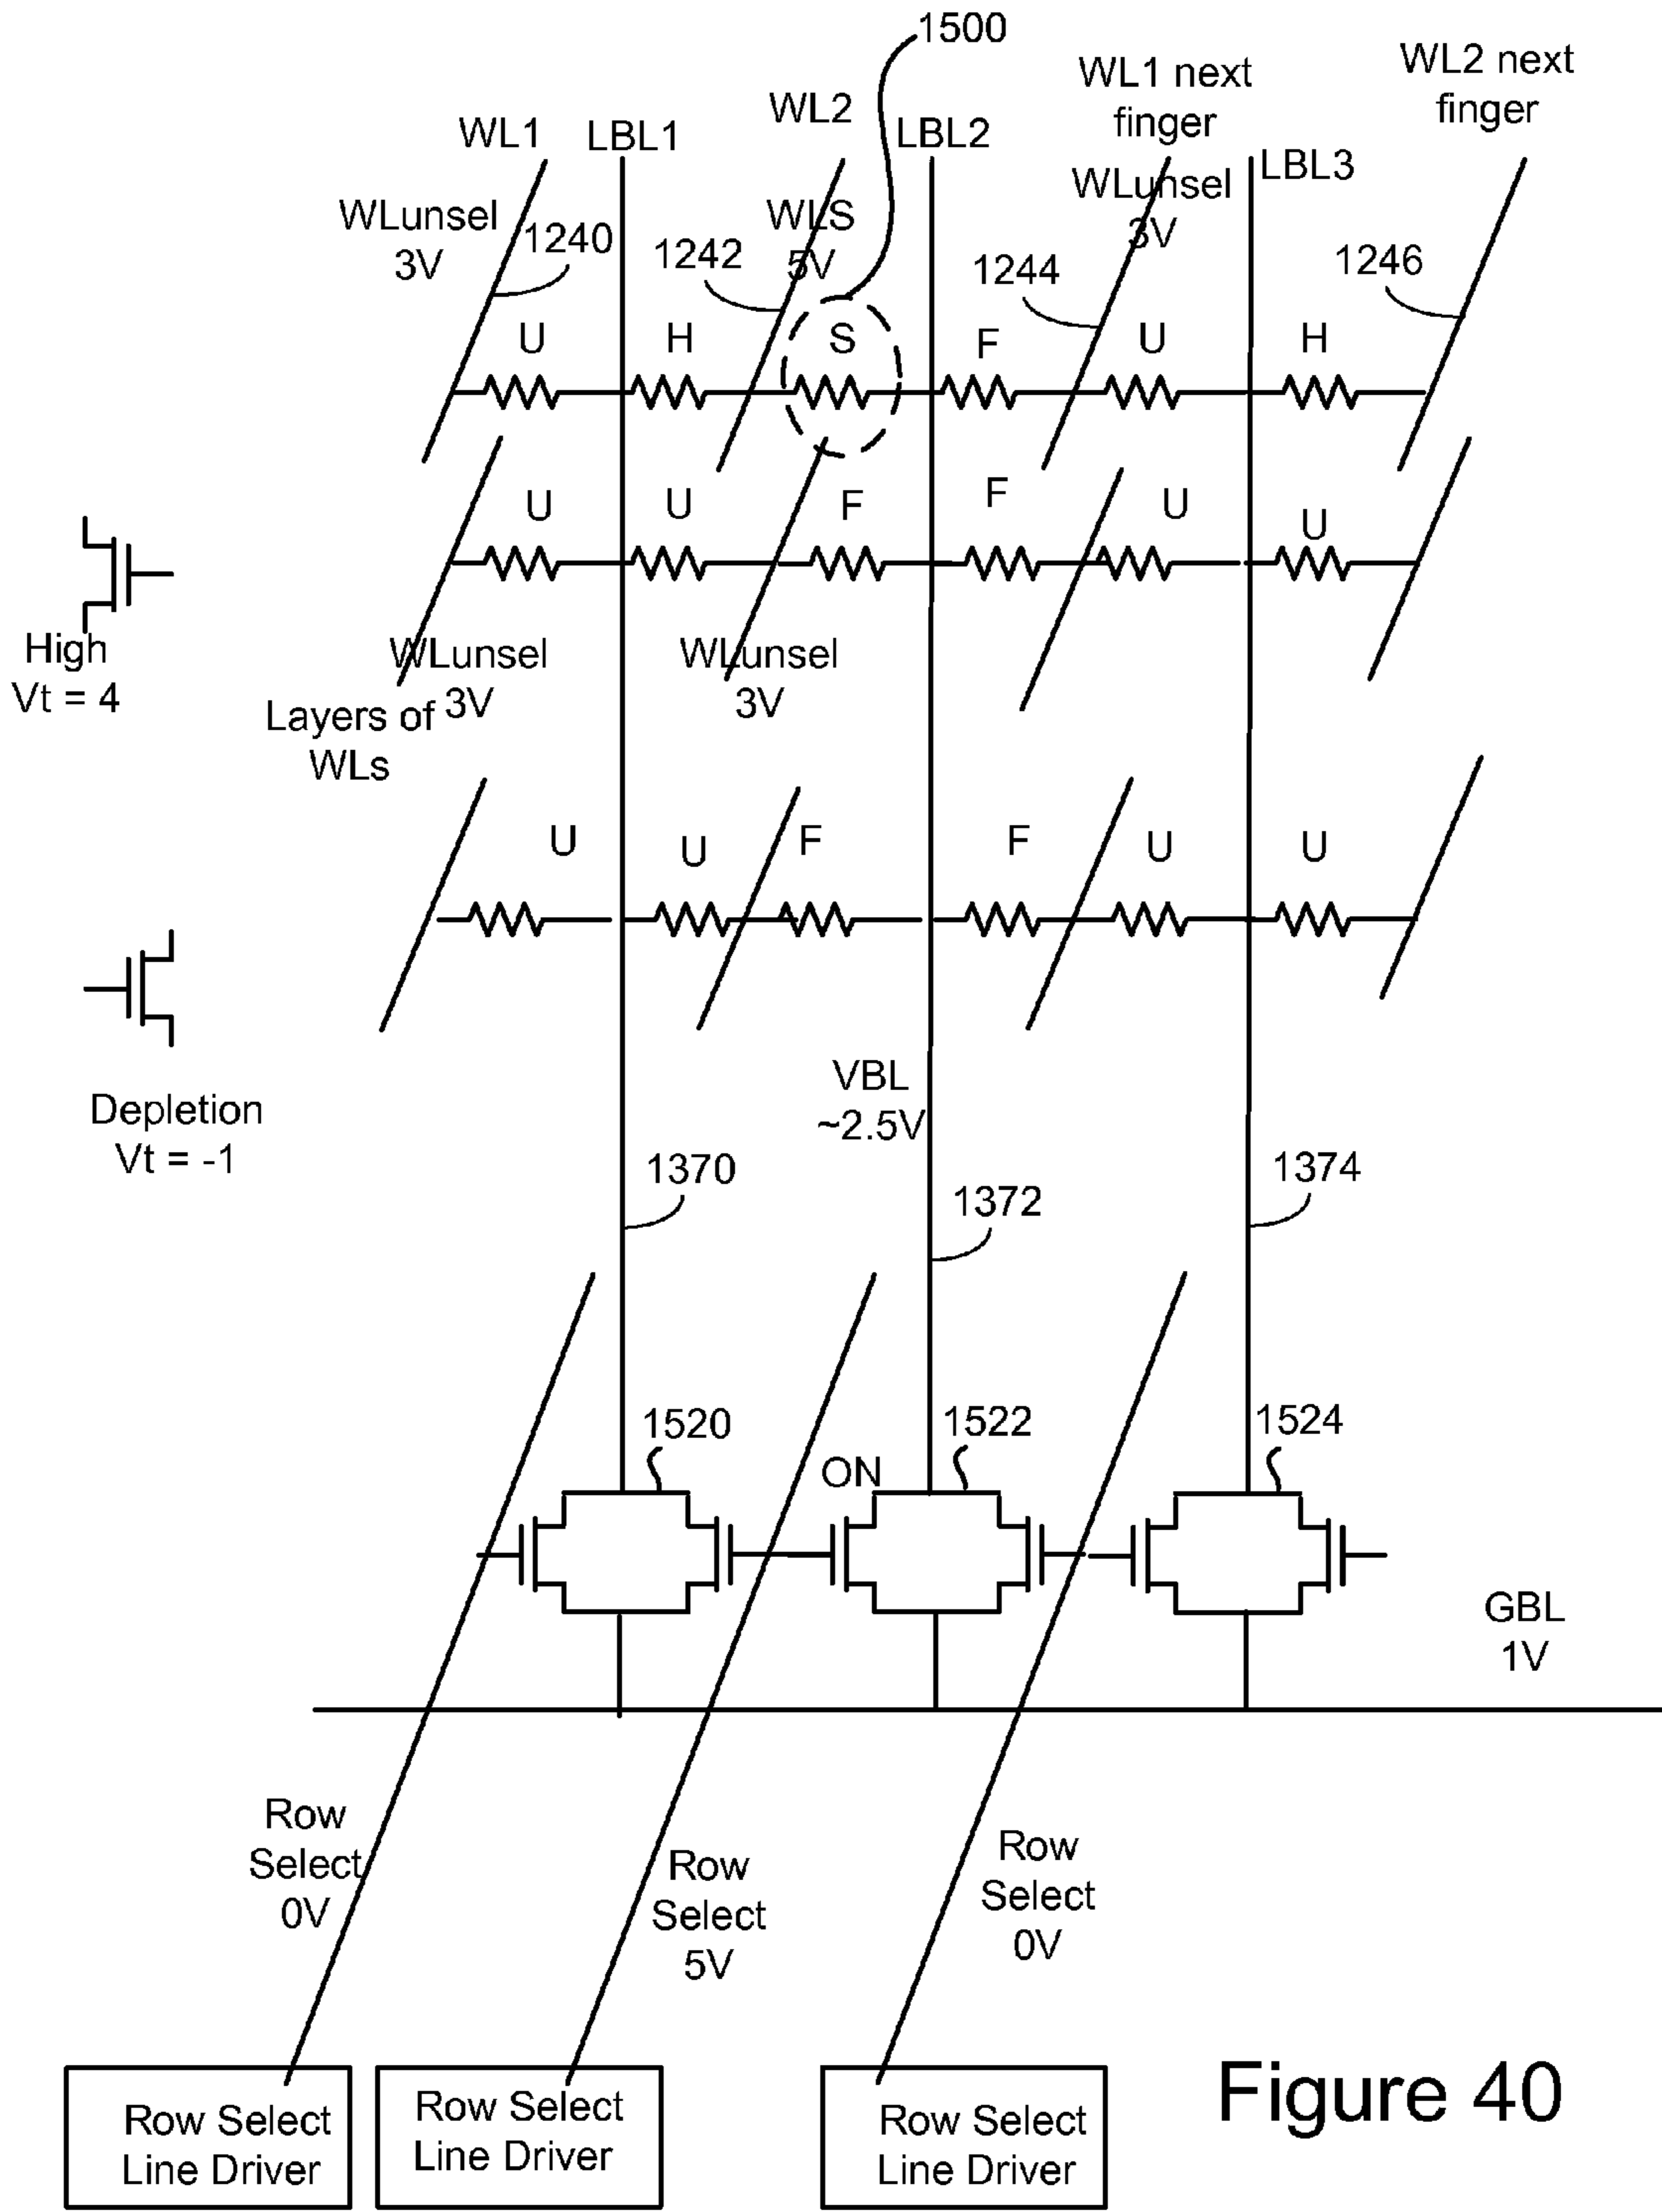 1500
WL1 next
finger
WL2 next
finger
WL1
LBL1
WL2
LBL2
WLunsel
3V
LBL3
WLunsel
3V
WLS
5V
1240
1242
1244
1246
U
H
S
F
U
H
U
U
F
F
U
U
High
Vt = 4
WLunsel
3V
WLunsel
3V
Layers of
WLs
U
U
F
F
U
U
Depletion
Vt = -1
VBL
~2.5V
1370
1372
1374
1520
1522
1524
ON
GBL
1V
Row
Select
0V
Row
Select
5V
Row
Select
0V
Row Select
Line Driver
Row Select
Line Driver
Row Select
Line Driver
Figure 40